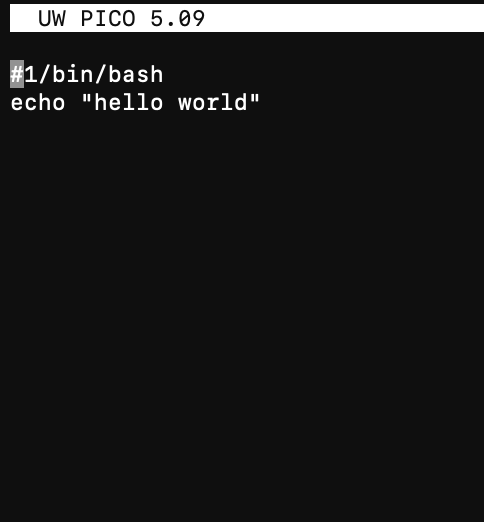 UW PICO 5.09
#1/bin/bash
echo "hello world"